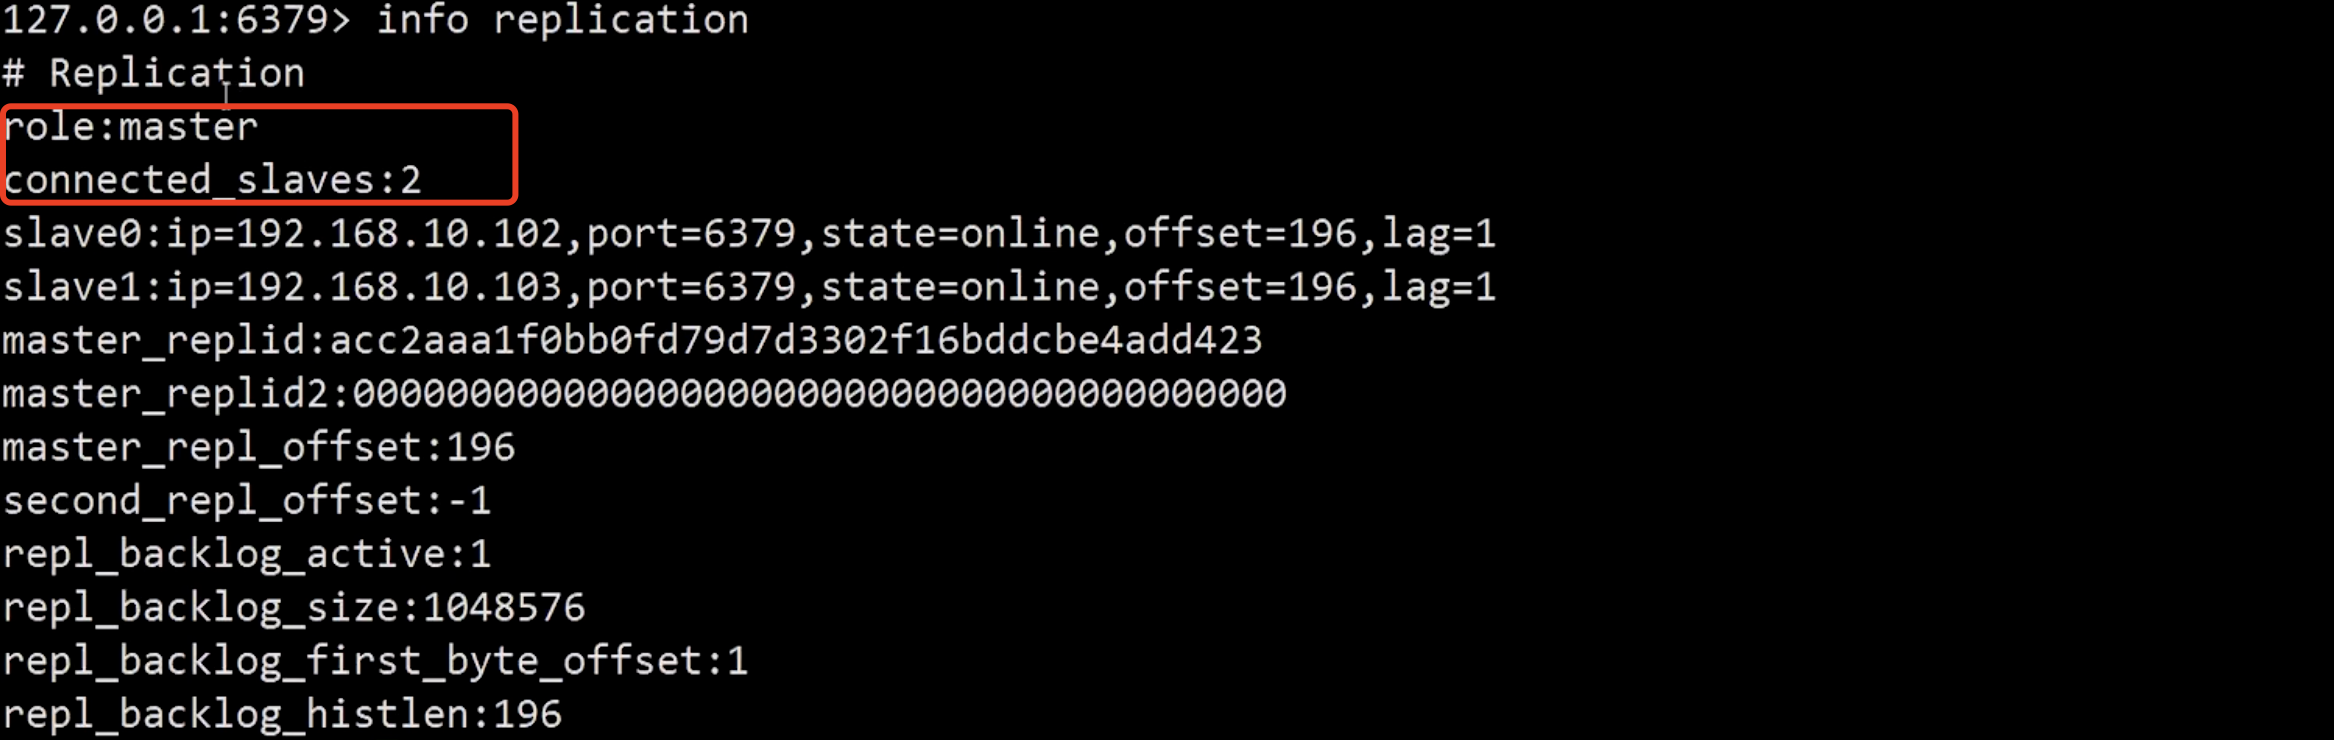 127.0.0.1:6379> info replication
# Replication
role:master
connected_slaves:2
slave0:ip=192.168.10.102,port=6379,state=online,offset=196,lag=1
slave1:ip=192.168.10.103,port=6379,state=online,offset=196,lag=1
master_replid:acc2aaa1f0bb0fd79d7d3302f16bddcbe4add423
master_replid2:0000000000000000000000000000000000000000
master_repl_offset:196
second_repl_offset:-1
repl_backlog_active:1
repl_backlog_size:1048576
repl_backlog_first_byte_offset:1
repl_backlog_histlen:196